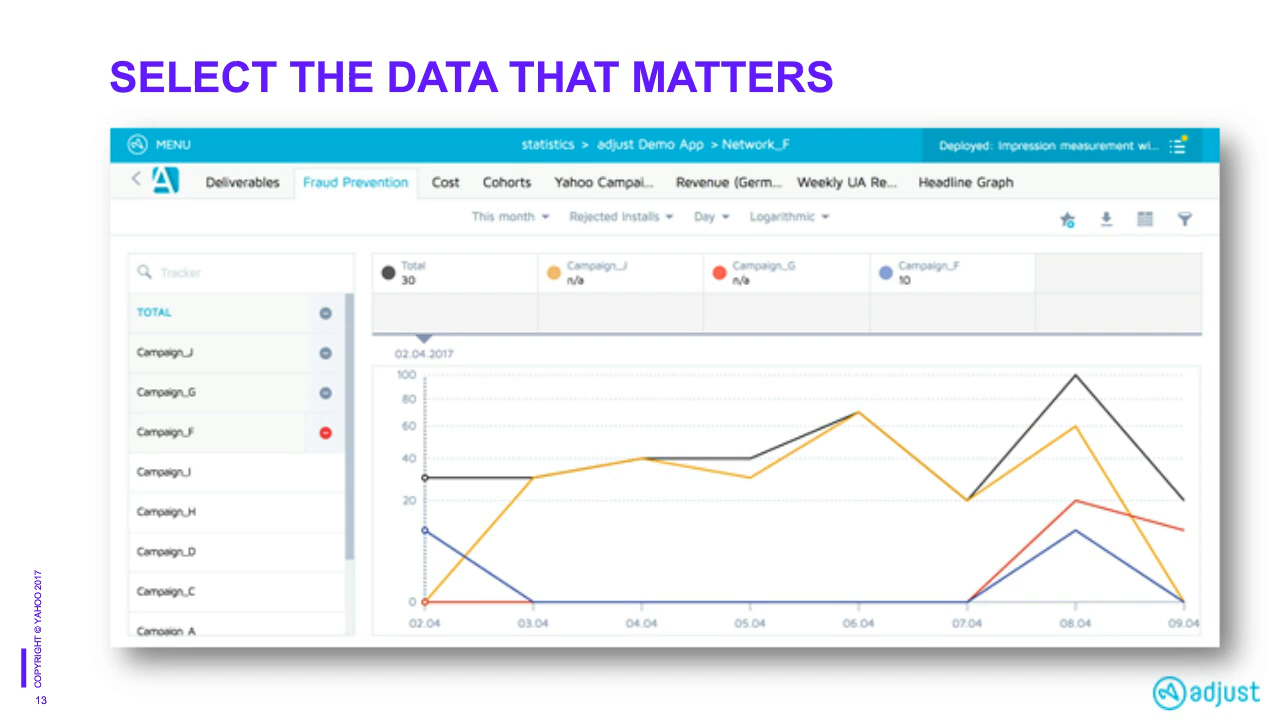 SELECT THE DATA THAT MATTERS
MENU
statistics > adjust Demo App > Network_F
Deployed: Impression measurement wi...
Deliverables
Fraud Prevention
Cost
Cohorts
Yahoo Campai...
Revenue (Germ...
Weekly UA Re...
Headline Graph
This month
Rejected Installs
Day
Logarithmic
Tracker
TOTAL
Campaign_J
Campaign_G
Campaign_F
Campaign_I
Campaign_H
Campaign_D
Campaign_C
Campaign_A
Total
30
Campaign_J
n/a
Campaign_G
n/a
Campaign_F
10
02.04.2017
100
80
60
40
20
0
02.04
03.04
04.04
05.04
06.04
07.04
08.04
09.04
COPYRIGHT © YAHOO 2017
13
adjust